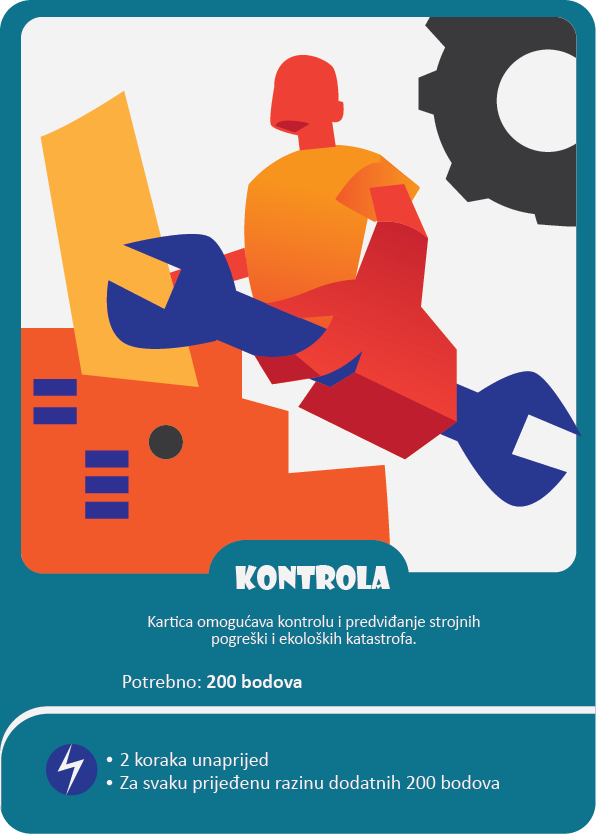 KONTROLA
Kartica omogućava kontrolu i predviđanje strojnih
pogreški i ekoloških katastrofa.
Potrebno: 200 bodova
• 2 koraka unaprijed
• Za svaku prijeđenu razinu dodatnih 200 bodova